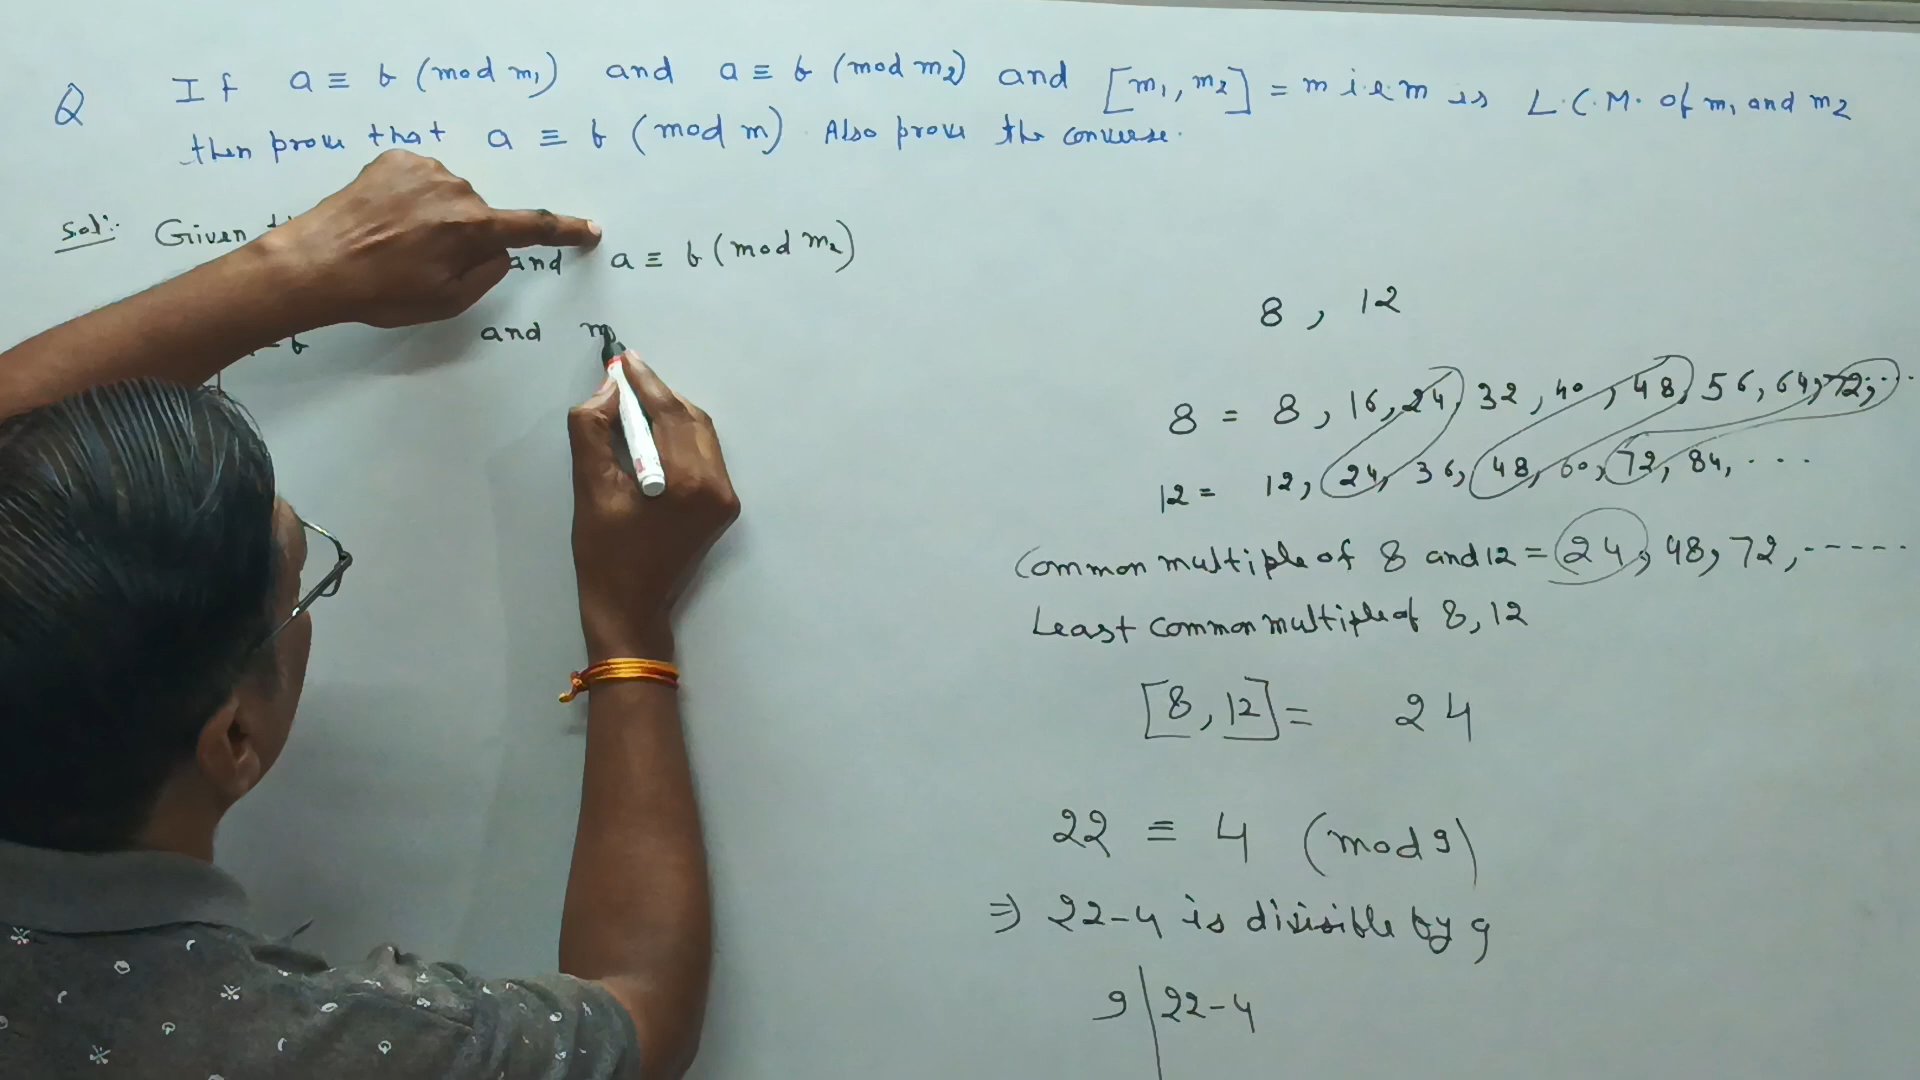 Q If a ≡ b (mod m₁) and a ≡ b (mod m₂) and [m₁, m₂] = m i.e. m is L.C.M. of m₁ and m₂
then prove that a ≡ b (mod m). Also prove the converse.
Sol:- Given
and a ≡ b (mod m₂)
- b and m
8, 12
8 = 8, 16, 24, 32, 40, 48, 56, 64, 72, ...
12 = 12, 24, 36, 48, 60, 72, 84, ...
Common multiple of 8 and 12 = 24, 48, 72, -----
Least common multiple of 8, 12
[8, 12] = 24
22 ≡ 4 (mod 9)
⇒ 22-4 is divisible by 9
9 | 22-4